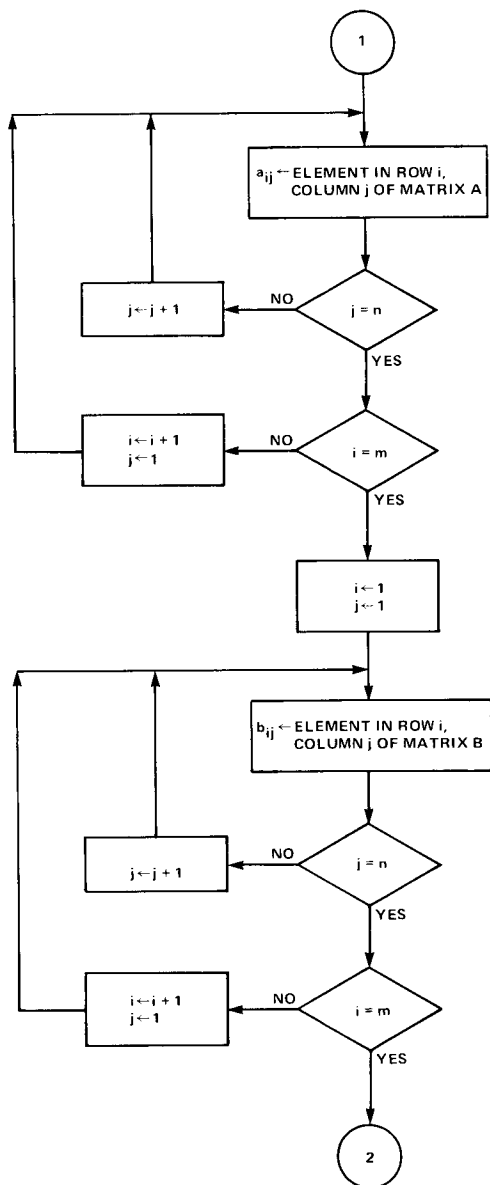 1
a_ij ← ELEMENT IN ROW i,
COLUMN j OF MATRIX A
j ← j + 1
NO
j = n
YES
i ← i + 1
j ← 1
NO
i = m
YES
i ← 1
j ← 1
b_ij ← ELEMENT IN ROW i,
COLUMN j OF MATRIX B
j ← j + 1
NO
j = n
YES
i ← i + 1
j ← 1
NO
i = m
YES
2